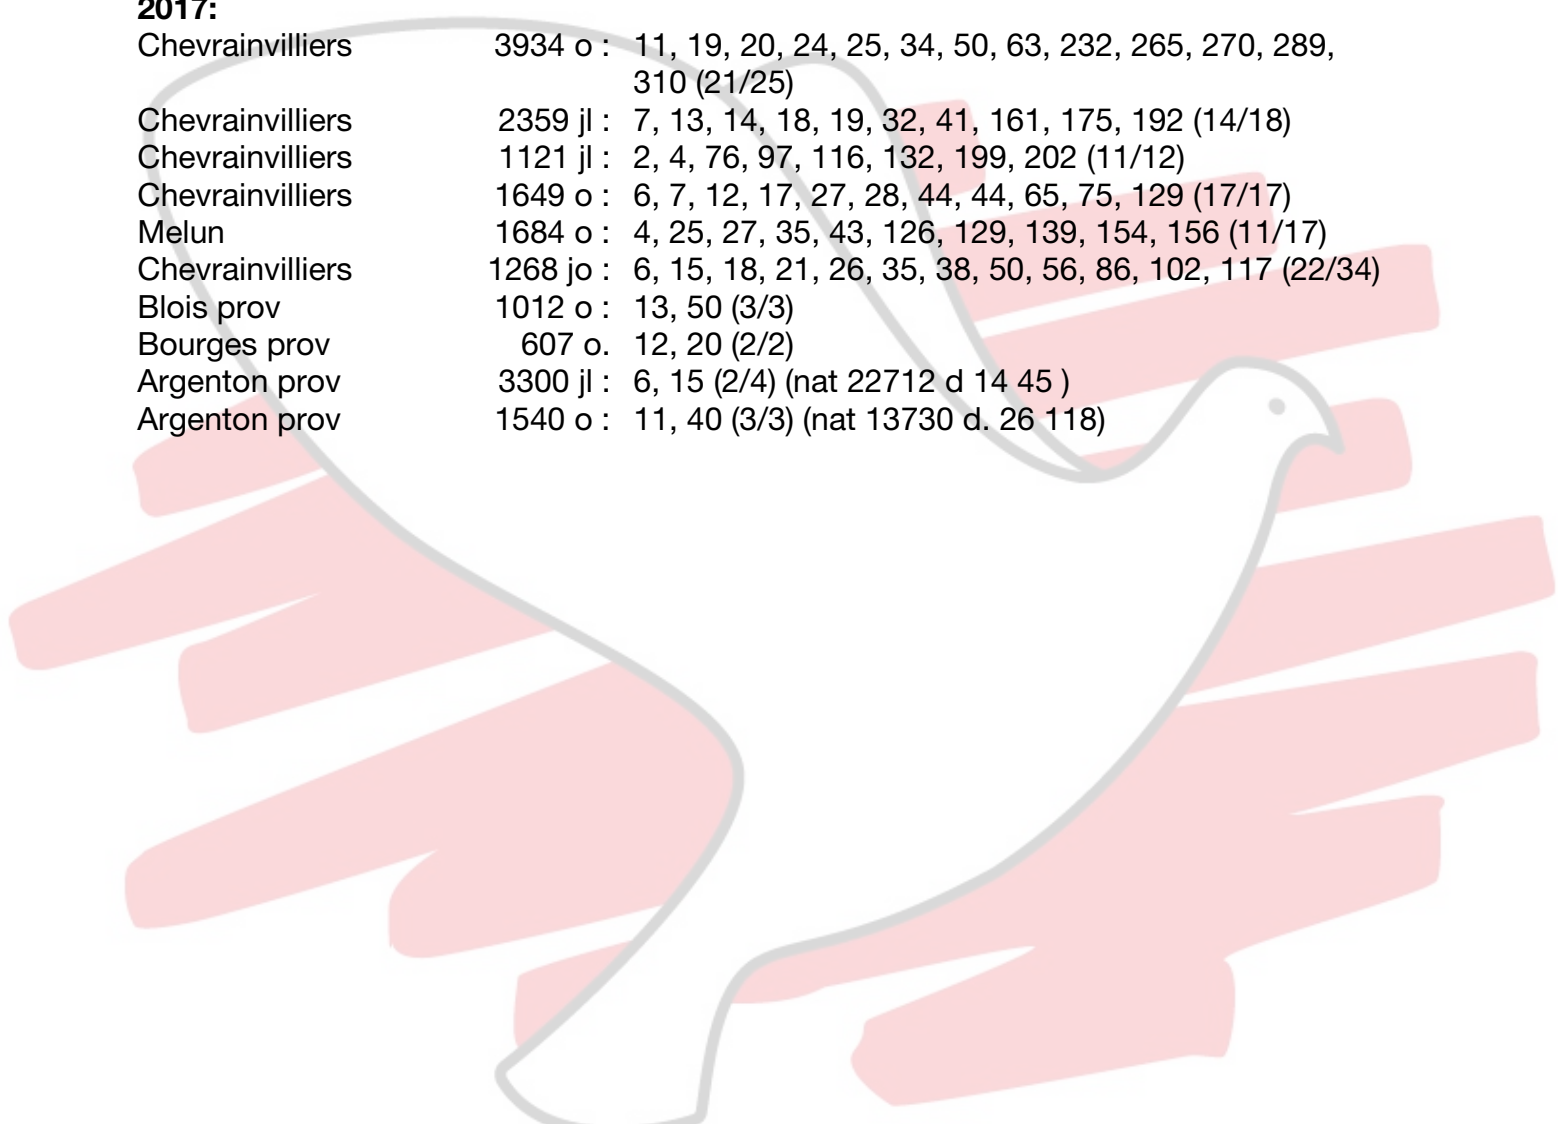 2017:
Chevrainvilliers 3934 o : 11, 19, 20, 24, 25, 34, 50, 63, 232, 265, 270, 289,
310 (21/25)
Chevrainvilliers 2359 jl : 7, 13, 14, 18, 19, 32, 41, 161, 175, 192 (14/18)
Chevrainvilliers 1121 jl : 2, 4, 76, 97, 116, 132, 199, 202 (11/12)
Chevrainvilliers 1649 o : 6, 7, 12, 17, 27, 28, 44, 44, 65, 75, 129 (17/17)
Melun 1684 o : 4, 25, 27, 35, 43, 126, 129, 139, 154, 156 (11/17)
Chevrainvilliers 1268 jo : 6, 15, 18, 21, 26, 35, 38, 50, 56, 86, 102, 117 (22/34)
Blois prov 1012 o : 13, 50 (3/3)
Bourges prov 607 o. 12, 20 (2/2)
Argenton prov 3300 jl : 6, 15 (2/4) (nat 22712 d 14 45 )
Argenton prov 1540 o : 11, 40 (3/3) (nat 13730 d. 26 118)